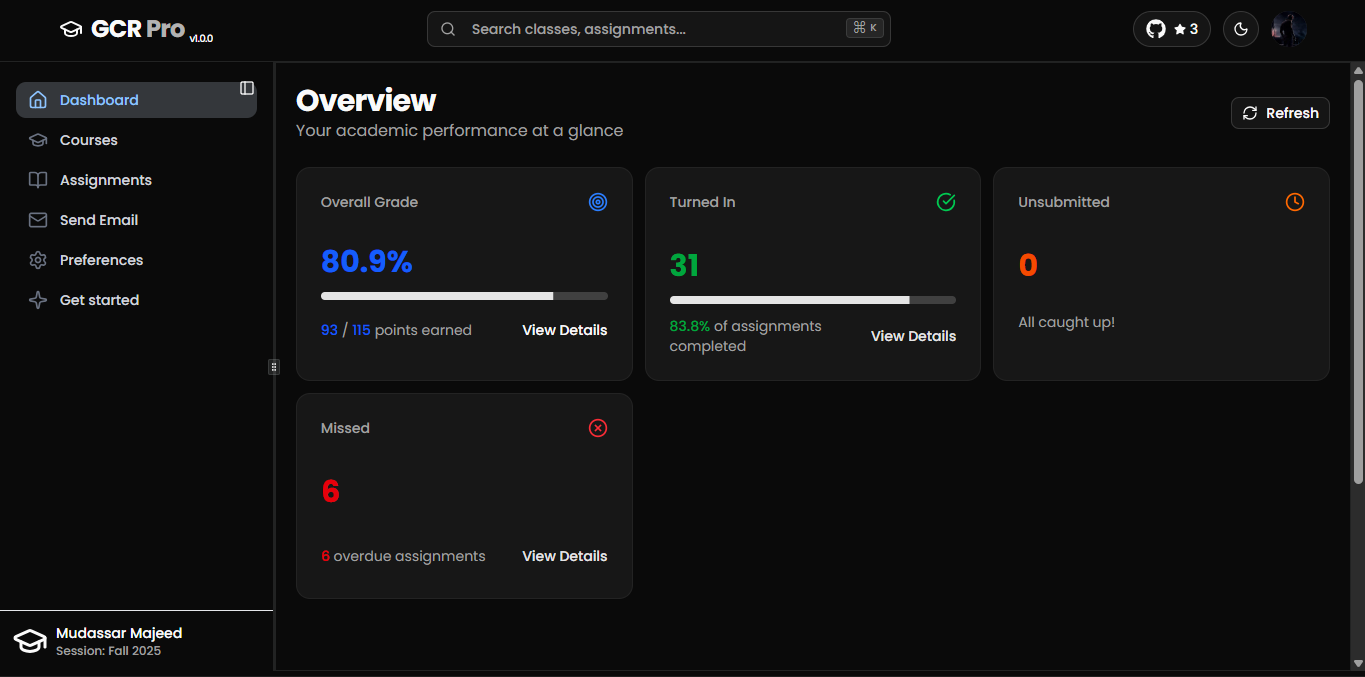 GCR Pro v1.0.0
Search classes, assignments...
⌘ K
3
Dashboard
Courses
Assignments
Send Email
Preferences
Get started
Mudassar Majeed
Session: Fall 2025
Overview
Your academic performance at a glance
Refresh
Overall Grade
80.9%
93 / 115 points earned
View Details
Turned In
31
83.8% of assignments
completed
View Details
Unsubmitted
0
All caught up!
Missed
6
6 overdue assignments
View Details